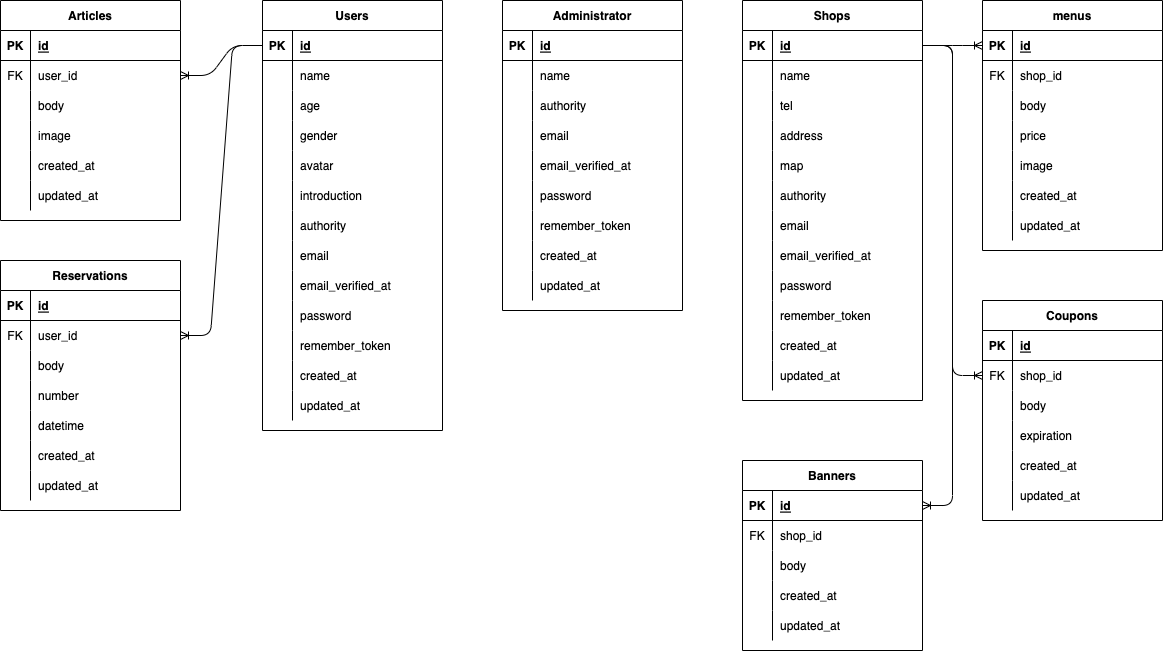 Articles
PK id
FK user_id
body
image
created_at
updated_at
Reservations
PK id
FK user_id
body
number
datetime
created_at
updated_at
Users
PK id
name
age
gender
avatar
introduction
authority
email
email_verified_at
password
remember_token
created_at
updated_at
Administrator
PK id
name
authority
email
email_verified_at
password
remember_token
created_at
updated_at
Shops
PK id
name
tel
address
map
authority
email
email_verified_at
password
remember_token
created_at
updated_at
Banners
PK id
FK shop_id
body
created_at
updated_at
menus
PK id
FK shop_id
body
price
image
created_at
updated_at
Coupons
PK id
FK shop_id
body
expiration
created_at
updated_at